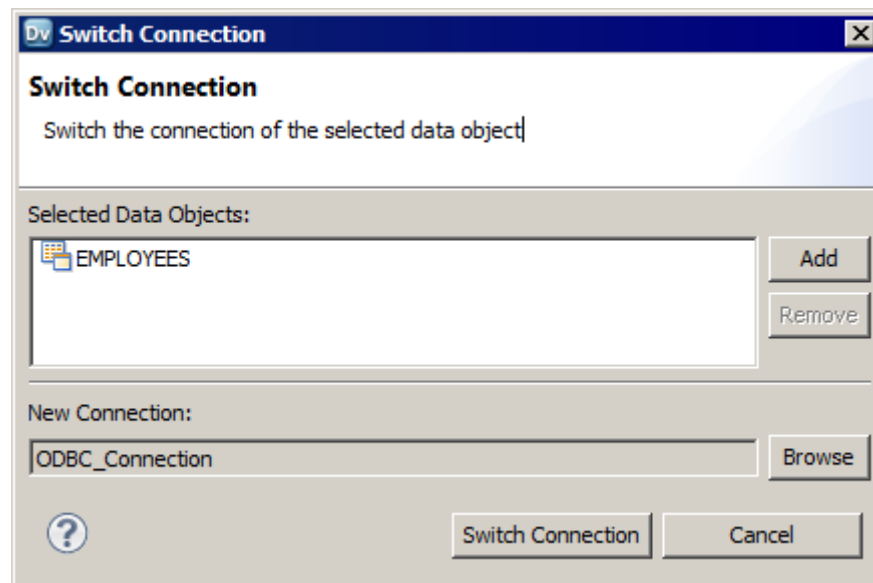 Dv Switch Connection
Switch Connection
Switch the connection of the selected data object
Selected Data Objects:
EMPLOYEES
Add
Remove
New Connection:
ODBC_Connection
Browse
?
Switch Connection
Cancel